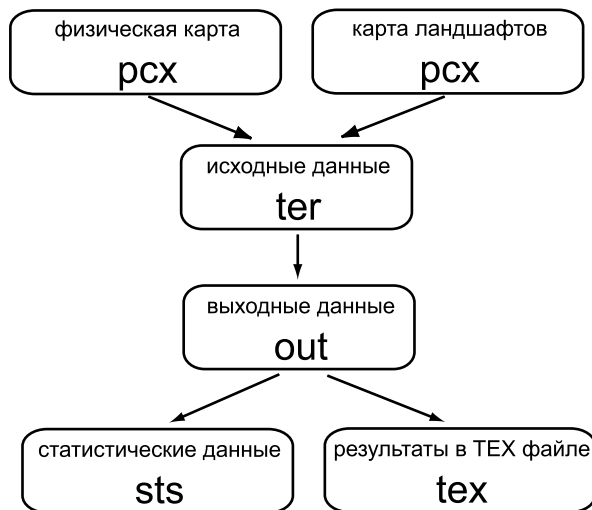 физическая карта
pcx
карта ландшафтов
pcx
исходные данные
ter
выходные данные
out
статистические данные
sts
результаты в TEX файле
tex